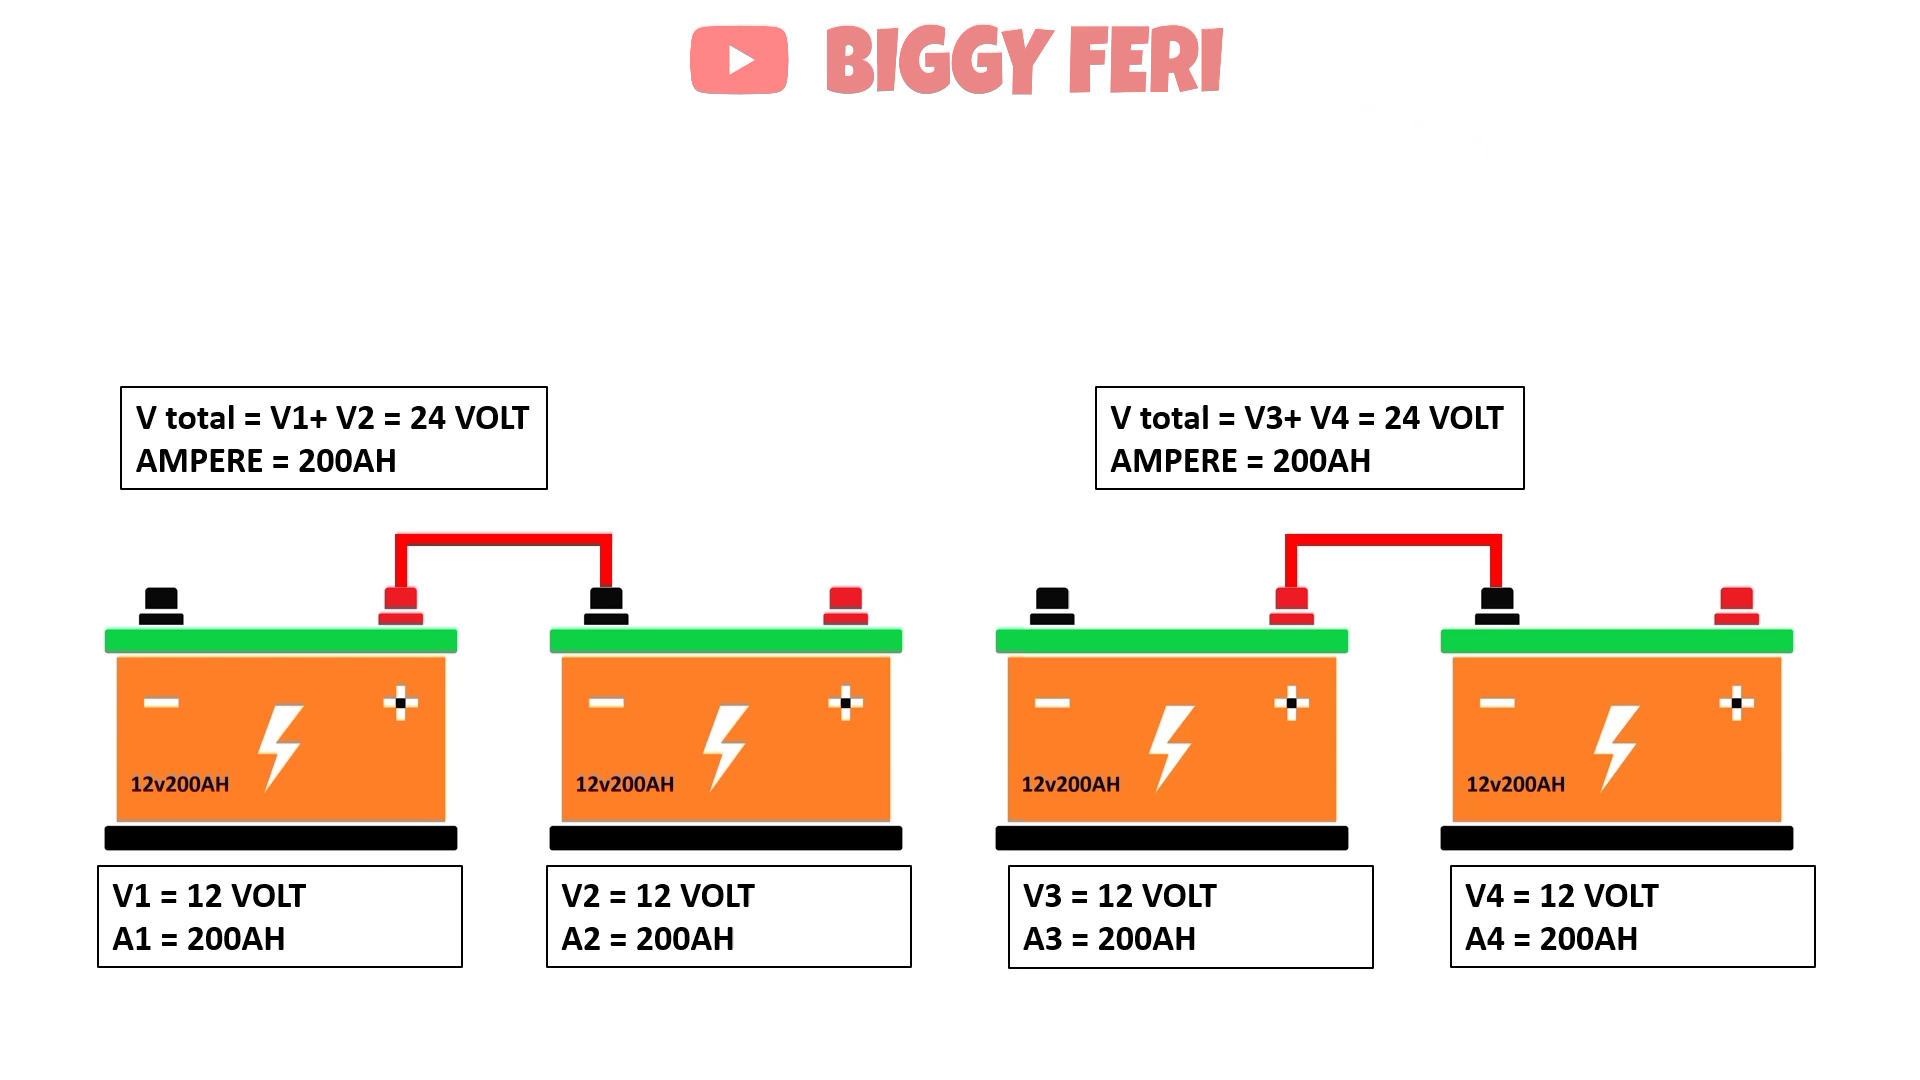 BIGGY FERI
V total = V1+ V2 = 24 VOLT
AMPERE = 200AH
V total = V3+ V4 = 24 VOLT
AMPERE = 200AH
12v200AH
12v200AH
12v200AH
12v200AH
V1 = 12 VOLT
A1 = 200AH
V2 = 12 VOLT
A2 = 200AH
V3 = 12 VOLT
A3 = 200AH
V4 = 12 VOLT
A4 = 200AH